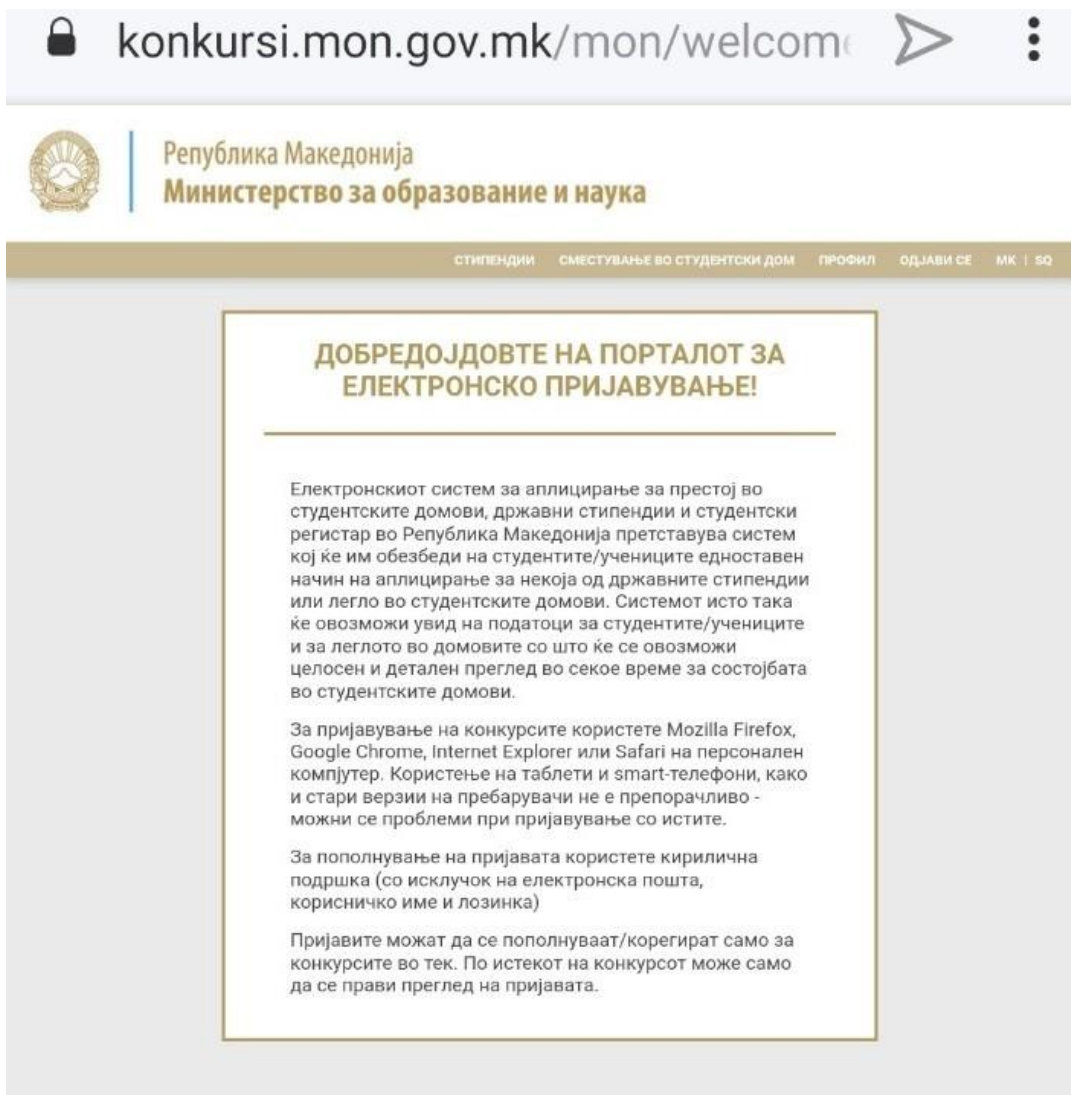 konkursi.mon.gov.mk/mon/welcom
Република Македонија
Министерство за образование и наука
СТИПЕНДИИ СМЕСТУВАЊЕ ВО СТУДЕНТСКИ ДОМ ПРОФИЛ ОДЈАВИ СЕ МК | SQ
ДОБРЕДОЈДОВТЕ НА ПОРТАЛОТ ЗА
ЕЛЕКТРОНСКО ПРИЈАВУВАЊЕ!
Електронскиот систем за аплицирање за престој во
студентските домови, државни стипендии и студентски
регистар во Република Македонија претставува систем
кој ќе им обезбеди на студентите/учениците едноставен
начин на аплицирање за некоја од државните стипендии
или легло во студентските домови. Системот исто така
ќе овозможи увид на податоци за студентите/учениците
и за леглото во домовите со што ќе се овозможи
целосен и детален преглед во секое време за состојбата
во студентските домови.
За пријавување на конкурсите користете Mozilla Firefox,
Google Chrome, Internet Explorer или Safari на персонален
компјутер. Користење на таблети и smart-телефони, како
и стари верзии на пребарувачи не е препорачливо -
можни се проблеми при пријавување со истите.
За пополнување на пријавата користете кирилична
подршка (со исклучок на електронска пошта,
корисничко име и лозинка)
Пријавите можат да се пополнуваат/корегират само за
конкурсите во тек. По истекот на конкурсот може само
да се прави преглед на пријавата.